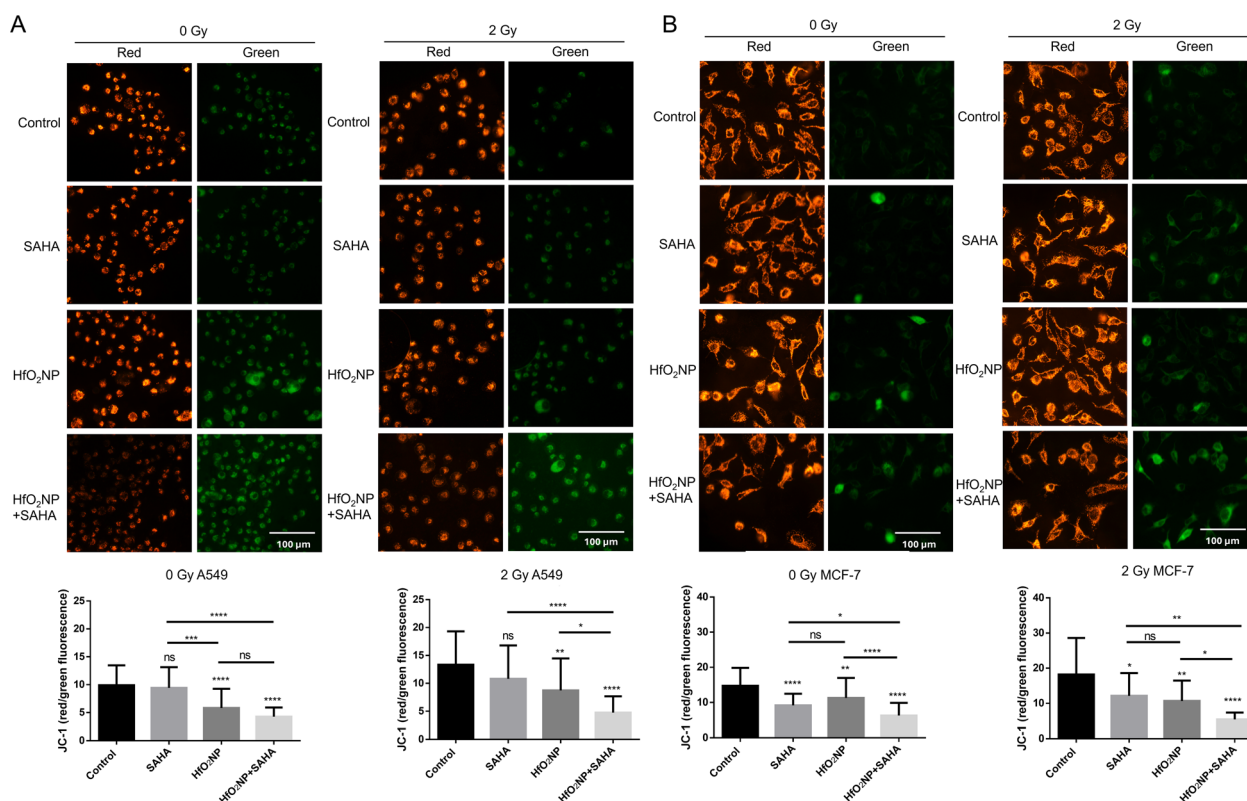 A
0 Gy
Red Green
2 Gy
Red Green
Control
SAHA
HfO₂NP
HfO₂NP
+SAHA
Control
SAHA
HfO₂NP
HfO₂NP
+SAHA
100 µm
100 µm
B
0 Gy
Red Green
2 Gy
Red Green
Control
SAHA
HfO₂NP
HfO₂NP
+SAHA
Control
SAHA
HfO₂NP
HfO₂NP
+SAHA
100 µm
100 µm
0 Gy A549
JC-1 (red/green fluorescence)
25
20
15
10
5
0
****
***
ns
ns
****
****
Control
SAHA
HfO₂NP
HfO₂NP+SAHA
2 Gy A549
JC-1 (red/green fluorescence)
25
20
15
10
5
0
****
*
ns
**
****
Control
SAHA
HfO₂NP
HfO₂NP+SAHA
0 Gy MCF-7
JC-1 (red/green fluorescence)
40
30
20
10
0
*
ns
****
****
**
****
Control
SAHA
HfO₂NP
HfO₂NP+SAHA
2 Gy MCF-7
JC-1 (red/green fluorescence)
40
30
20
10
0
**
ns
*
*
**
****
Control
SAHA
HfO₂NP
HfO₂NP+SAHA